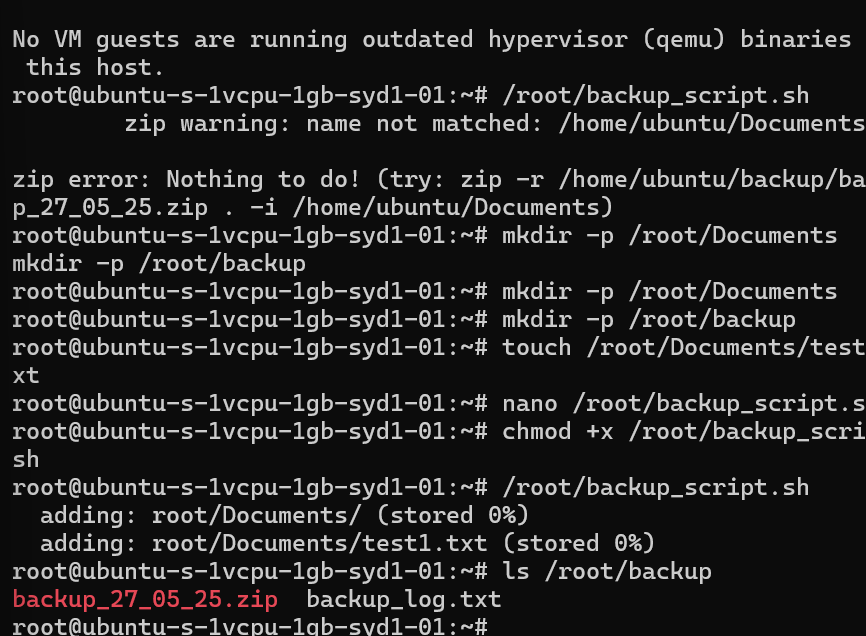 No VM guests are running outdated hypervisor (qemu) binaries
this host.
root@ubuntu-s-1vcpu-1gb-syd1-01:~# /root/backup_script.sh
zip warning: name not matched: /home/ubuntu/Documents
zip error: Nothing to do! (try: zip -r /home/ubuntu/backup/ba
p_27_05_25.zip . -i /home/ubuntu/Documents)
root@ubuntu-s-1vcpu-1gb-syd1-01:~# mkdir -p /root/Documents
mkdir -p /root/backup
root@ubuntu-s-1vcpu-1gb-syd1-01:~# mkdir -p /root/Documents
root@ubuntu-s-1vcpu-1gb-syd1-01:~# mkdir -p /root/backup
root@ubuntu-s-1vcpu-1gb-syd1-01:~# touch /root/Documents/test
xt
root@ubuntu-s-1vcpu-1gb-syd1-01:~# nano /root/backup_script.s
root@ubuntu-s-1vcpu-1gb-syd1-01:~# chmod +x /root/backup_scri
sh
root@ubuntu-s-1vcpu-1gb-syd1-01:~# /root/backup_script.sh
adding: root/Documents/ (stored 0%)
adding: root/Documents/test1.txt (stored 0%)
root@ubuntu-s-1vcpu-1gb-syd1-01:~# ls /root/backup
backup_27_05_25.zip backup_log.txt
root@ubuntu-s-1vcpu-1gb-syd1-01:~#